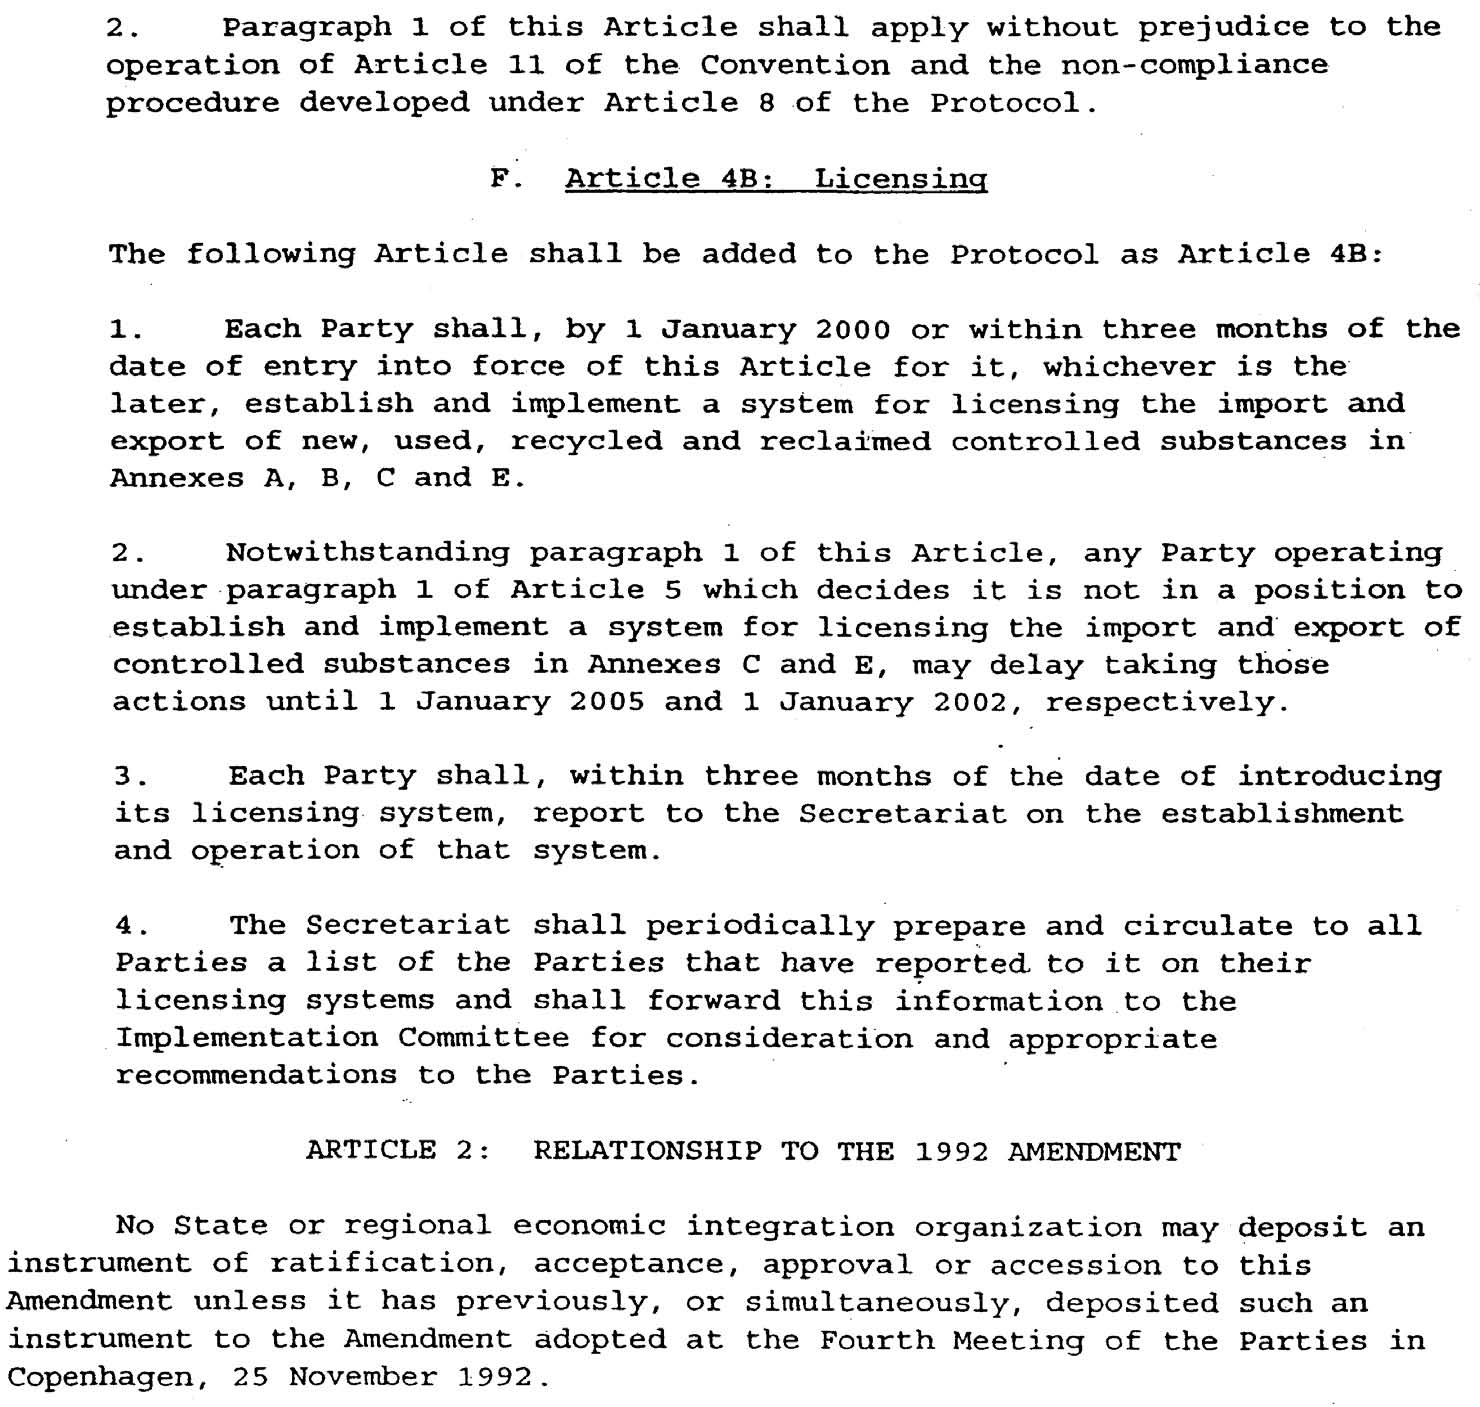 2. Paragraph 1 of this Article shall apply without prejudice to the
operation of Article 11 of the Convention and the non-compliance
procedure developed under Article 8 of the Protocol.
F. Article 4B: Licensing
The following Article shall be added to the Protocol as Article 4B:
1. Each Party shall, by 1 January 2000 or within three months of the
date of entry into force of this Article for it, whichever is the
later, establish and implement a system for licensing the import and
export of new, used, recycled and reclaimed controlled substances in
Annexes A, B, C and E.
2. Notwithstanding paragraph 1 of this Article, any Party operating
under paragraph 1 of Article 5 which decides it is not in a position to
establish and implement a system for licensing the import and export of
controlled substances in Annexes C and E, may delay taking those
actions until 1 January 2005 and 1 January 2002, respectively.
3. Each Party shall, within three months of the date of introducing
its licensing system, report to the Secretariat on the establishment
and operation of that system.
4. The Secretariat shall periodically prepare and circulate to all
Parties a list of the Parties that have reported to it on their
licensing systems and shall forward this information to the
Implementation Committee for consideration and appropriate
recommendations to the Parties.
ARTICLE 2: RELATIONSHIP TO THE 1992 AMENDMENT
No State or regional economic integration organization may deposit an
instrument of ratification, acceptance, approval or accession to this
Amendment unless it has previously, or simultaneously, deposited such an
instrument to the Amendment adopted at the Fourth Meeting of the Parties in
Copenhagen, 25 November 1992.